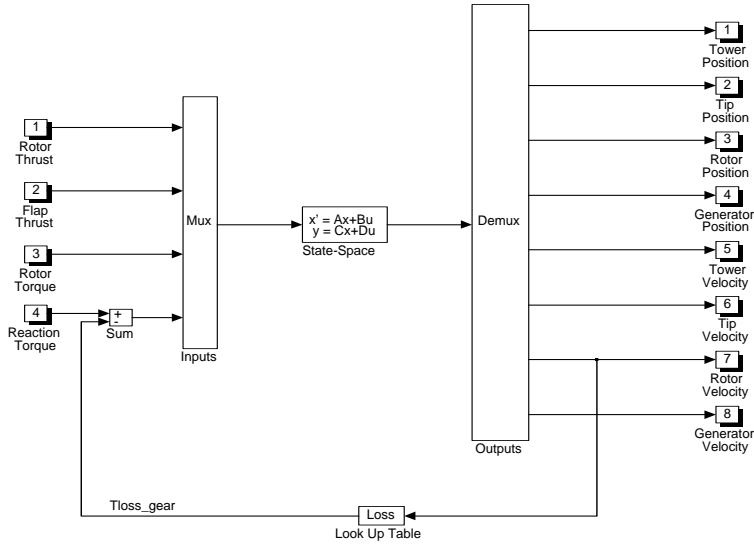 1
Rotor
Thrust
2
Flap
Thrust
3
Rotor
Torque
4
Reaction
Torque
+
-
Sum
Mux
Inputs
x' = Ax+Bu
y = Cx+Du
State-Space
Demux
Outputs
1
Tower
Position
2
Tip
Position
3
Rotor
Position
4
Generator
Position
5
Tower
Velocity
6
Tip
Velocity
7
Rotor
Velocity
8
Generator
Velocity
Tloss_gear
Loss
Look Up Table